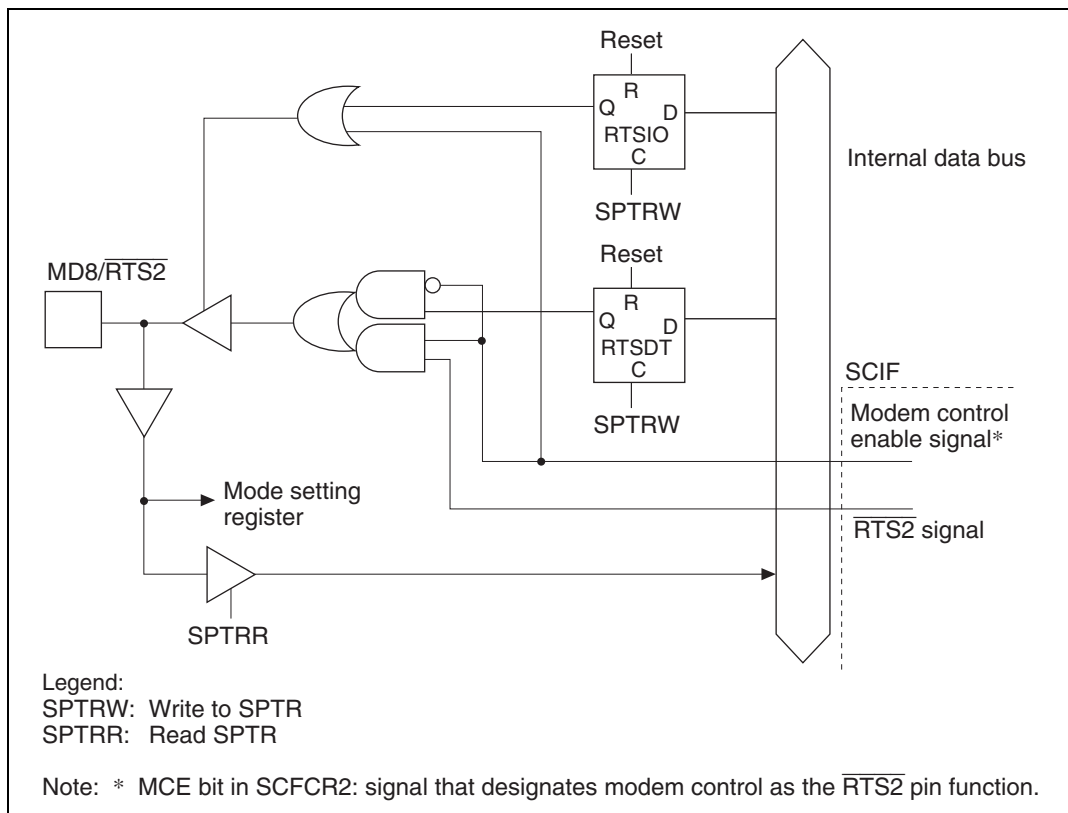 Reset
R
Q
D
RTSIO
C
Internal data bus
SPTRW
Reset
MD8/RTS2
R
Q
D
RTSDT
C
SCIF
SPTRW
Modem control
enable signal*
Mode setting
register
RTS2 signal
SPTRR
Legend:
SPTRW: Write to SPTR
SPTRR: Read SPTR
Note: * MCE bit in SCFCR2: signal that designates modem control as the RTS2 pin function.